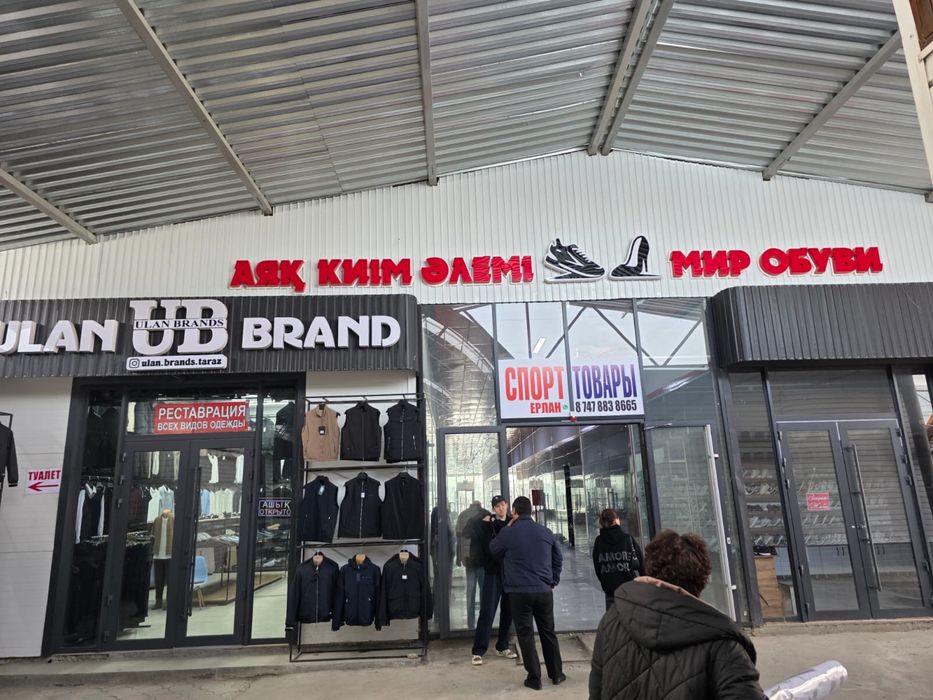 АЯҚ КИІМ ӘЛЕМІ
МИР ОБУВИ
ULAN UB BRAND
ULAN BRANDS
ulan.brands.taraz
РЕСТАВРАЦИЯ
ВСЕХ ВИДОВ ОДЕЖДЫ
ТУАЛЕТ
АШЫҚ
ОТКРЫТО
СПОРТ ТОВАРЫ
ЕРЛАН 8 747 883 8665
AMORE
AMOR